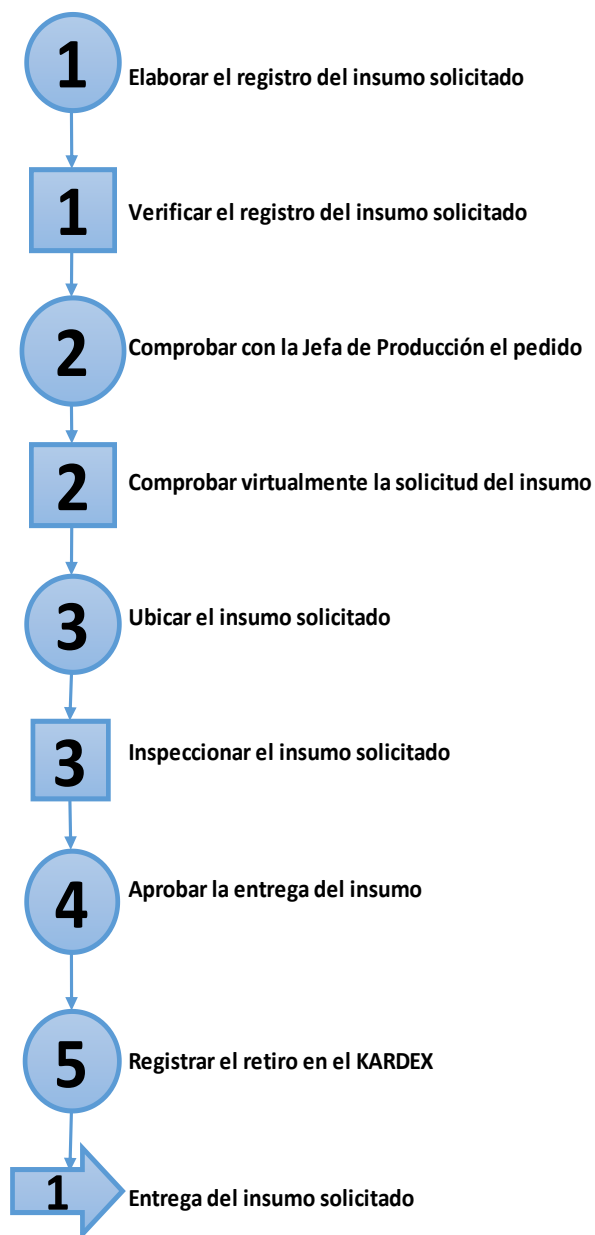 1
Elaborar el registro del insumo solicitado
1
Verificar el registro del insumo solicitado
2
Comprobar con la Jefa de Producción el pedido
2
Comprobar virtualmente la solicitud del insumo
3
Ubicar el insumo solicitado
3
Inspeccionar el insumo solicitado
4
Aprobar la entrega del insumo
5
Registrar el retiro en el KARDEX
1
Entrega del insumo solicitado